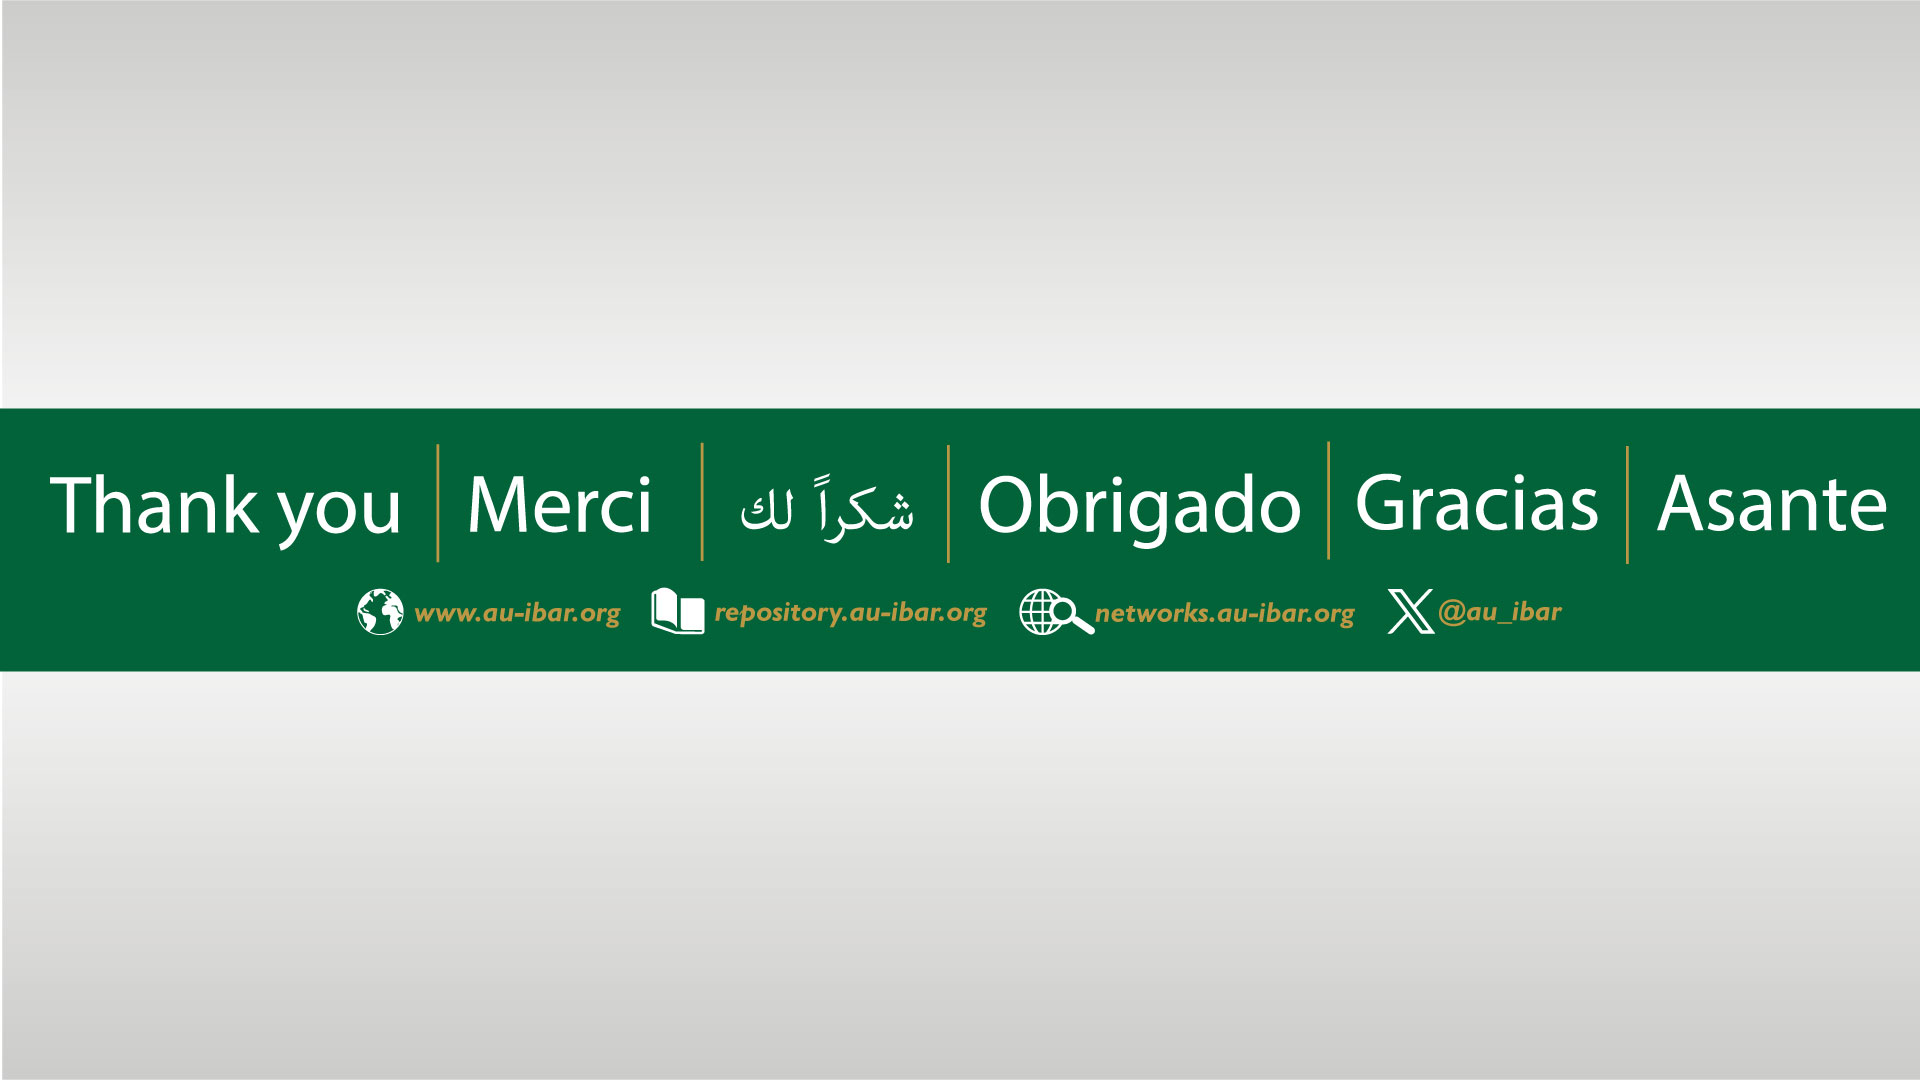 Thank you Merci شكراً لك Obrigado Gracias Asante
www.au-ibar.org repository.au-ibar.org networks.au-ibar.org @au_ibar